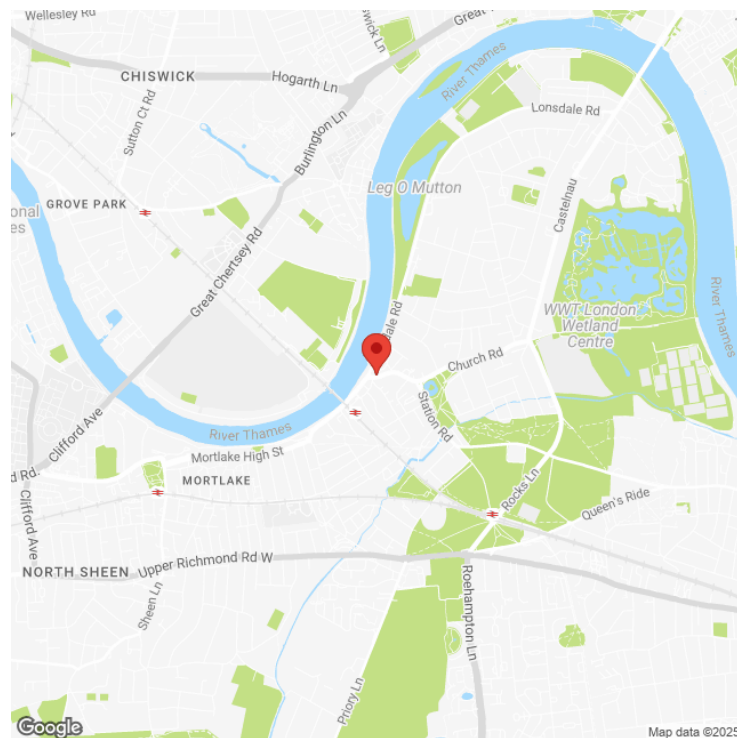 Wellesley Rd
swick Ln
Great
CHISWICK
Hogarth Ln
River Thames
Lonsdale Rd
Sutton Ct Rd
Burlington Ln
Leg O Mutton
Castelnau
GROVE PARK
onal
es
Great Chertsey Rd
River Thames
WWT London
Wetland
Centre
dale Rd
Church Rd
Station Rd
Clifford Ave
River Thames
Mortlake High St
d Rd.
MORTLAKE
Clifford Ave
Rocks Ln
Queen's Ride
NORTH SHEEN
Upper Richmond Rd W
Sheen Ln
Roehampton Ln
Priory Ln
Google
Map data ©2025